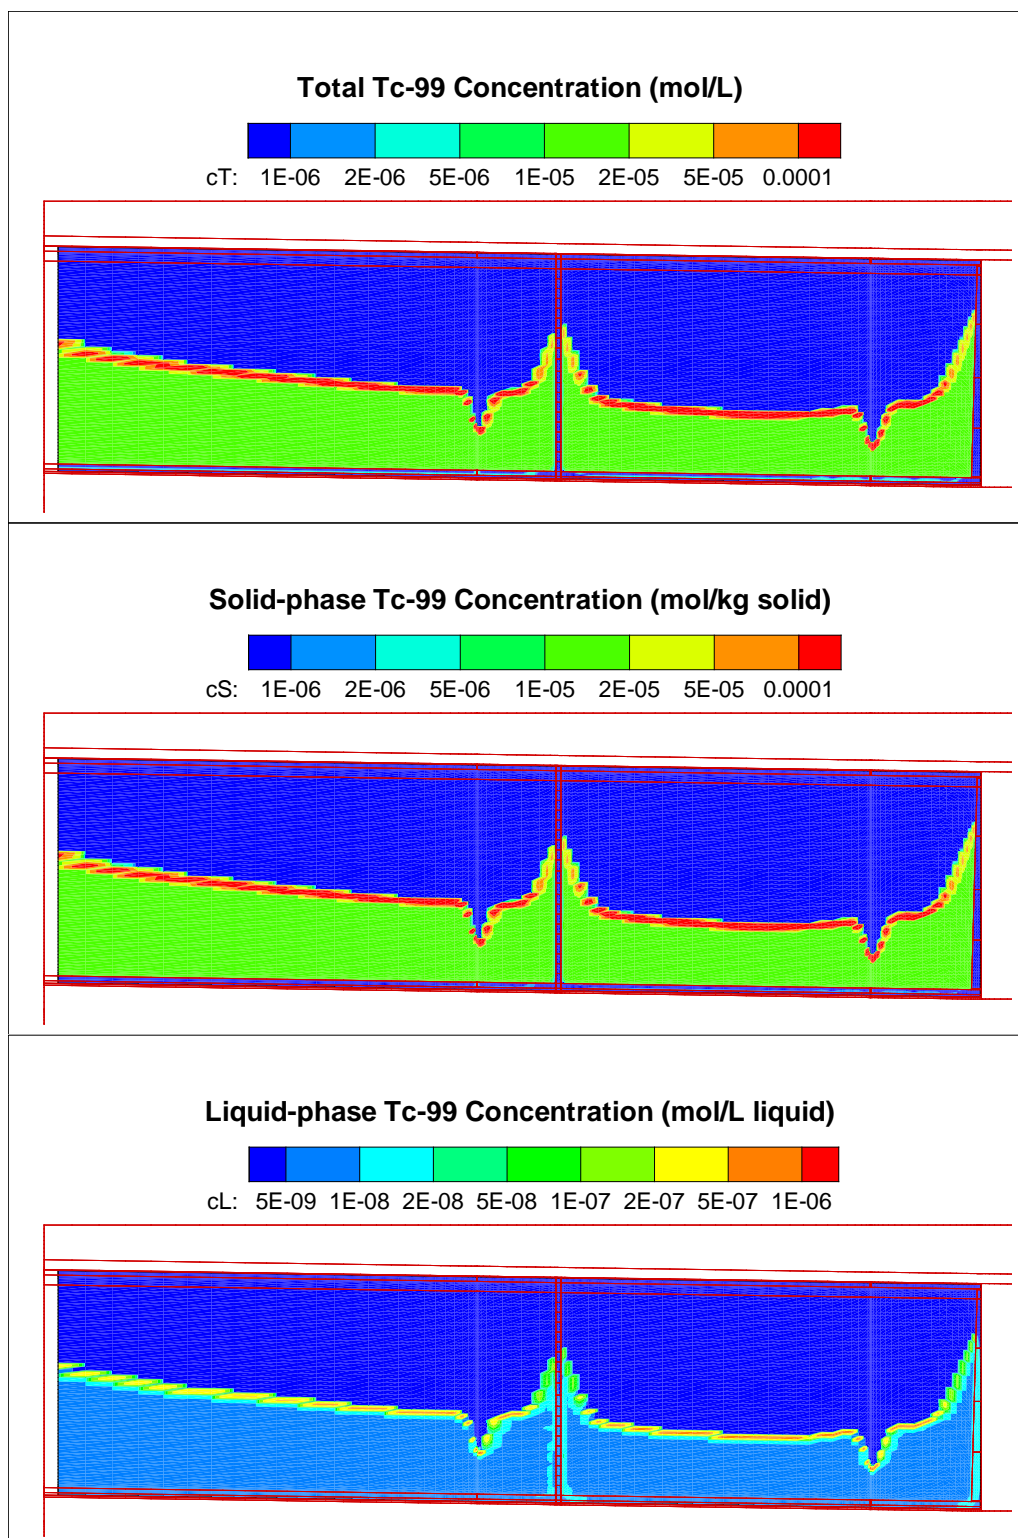 Total Tc-99 Concentration (mol/L)
cT: 1E-06 2E-06 5E-06 1E-05 2E-05 5E-05 0.0001
Solid-phase Tc-99 Concentration (mol/kg solid)
cS: 1E-06 2E-06 5E-06 1E-05 2E-05 5E-05 0.0001
Liquid-phase Tc-99 Concentration (mol/L liquid)
cL: 5E-09 1E-08 2E-08 5E-08 1E-07 2E-07 5E-07 1E-06